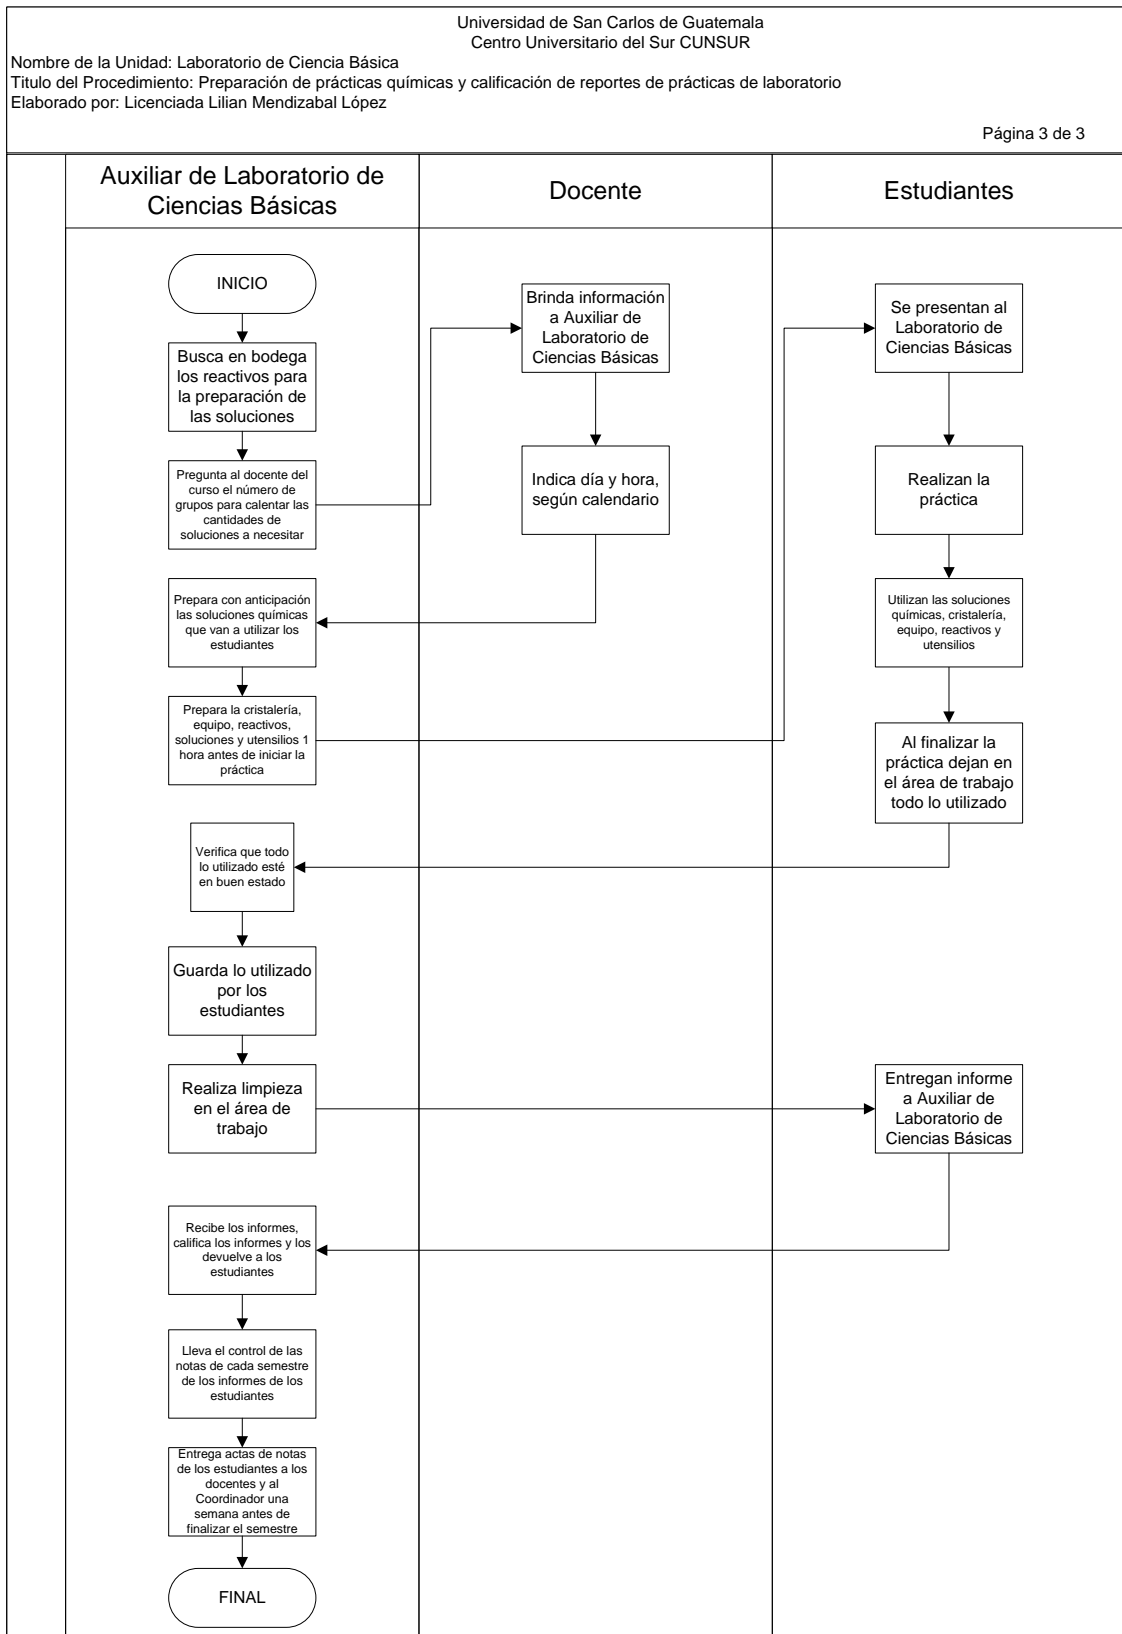 Universidad de San Carlos de Guatemala
Centro Universitario del Sur CUNSUR
Nombre de la Unidad: Laboratorio de Ciencia Básica
Titulo del Procedimiento: Preparación de prácticas químicas y calificación de reportes de prácticas de laboratorio
Elaborado por: Licenciada Lilian Mendizabal López
Página 3 de 3
Auxiliar de Laboratorio de
Ciencias Básicas
Docente
Estudiantes
INICIO
Busca en bodega
los reactivos para
la preparación de
las soluciones
Pregunta al docente del
curso el número de
grupos para calentar las
cantidades de
soluciones a necesitar
Brinda información
a Auxiliar de
Laboratorio de
Ciencias Básicas
Indica día y hora,
según calendario
Prepara con anticipación
las soluciones químicas
que van a utilizar los
estudiantes
Prepara la cristalería,
equipo, reactivos,
soluciones y utensilios 1
hora antes de iniciar la
práctica
Se presentan al
Laboratorio de
Ciencias Básicas
Realizan la
práctica
Utilizan las soluciones
químicas, cristalería,
equipo, reactivos y
utensilios
Al finalizar la
práctica dejan en
el área de trabajo
todo lo utilizado
Verifica que todo
lo utilizado esté
en buen estado
Guarda lo utilizado
por los
estudiantes
Realiza limpieza
en el área de
trabajo
Entregan informe
a Auxiliar de
Laboratorio de
Ciencias Básicas
Recibe los informes,
califica los informes y los
devuelve a los
estudiantes
Lleva el control de las
notas de cada semestre
de los informes de los
estudiantes
Entrega actas de notas
de los estudiantes a los
docentes y al
Coordinador una
semana antes de
finalizar el semestre
FINAL